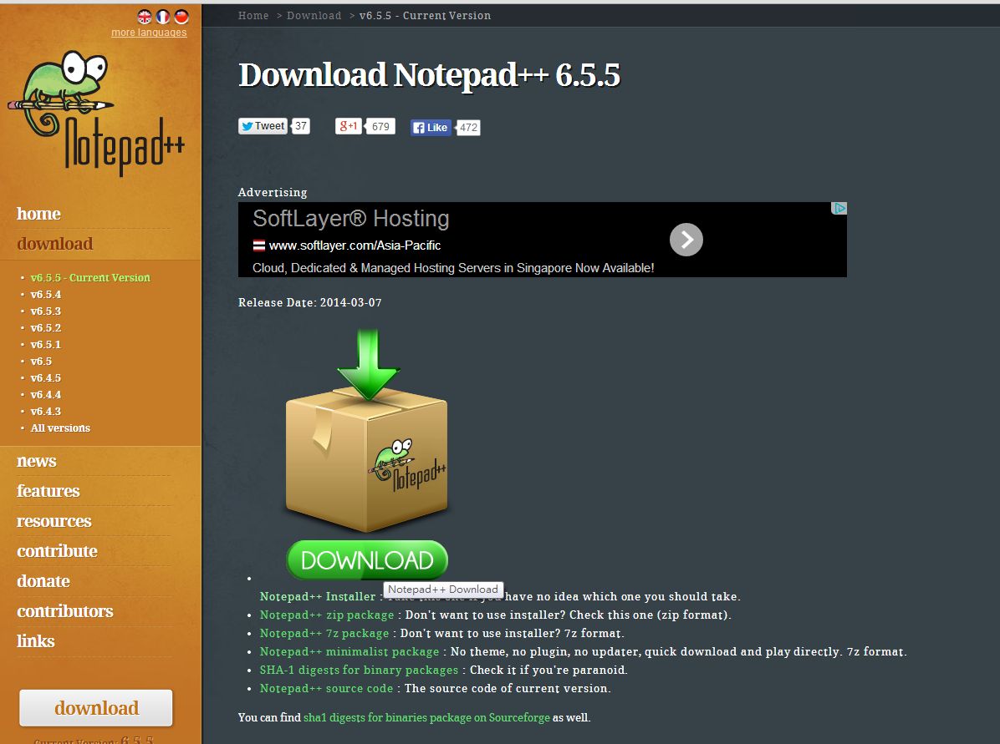 more languages
Notepad++
home
download
• v6.5.5 - Current Version
• v6.5.4
• v6.5.3
• v6.5.2
• v6.5.1
• v6.5
• v6.4.5
• v6.4.4
• v6.4.3
• All versions
news
features
resources
contribute
donate
contributors
links
download
Current Version: 6.5.5
Home > Download > v6.5.5 - Current Version
Download Notepad++ 6.5.5
Tweet 37 g+1 679 f Like 472
Advertising
SoftLayer® Hosting
www.softlayer.com/Asia-Pacific
Cloud, Dedicated & Managed Hosting Servers in Singapore Now Available!
Release Date: 2014-03-07
Notepad++
DOWNLOAD
Notepad++ Download
• Notepad++ Installer : Take this one if you have no idea which one you should take.
• Notepad++ zip package : Don't want to use installer? Check this one (zip format).
• Notepad++ 7z package : Don't want to use installer? 7z format.
• Notepad++ minimalist package : No theme, no plugin, no updater, quick download and play directly. 7z format.
• SHA-1 digests for binary packages : Check it if you're paranoid.
• Notepad++ source code : The source code of current version.
You can find sha1 digests for binaries package on Sourceforge as well.